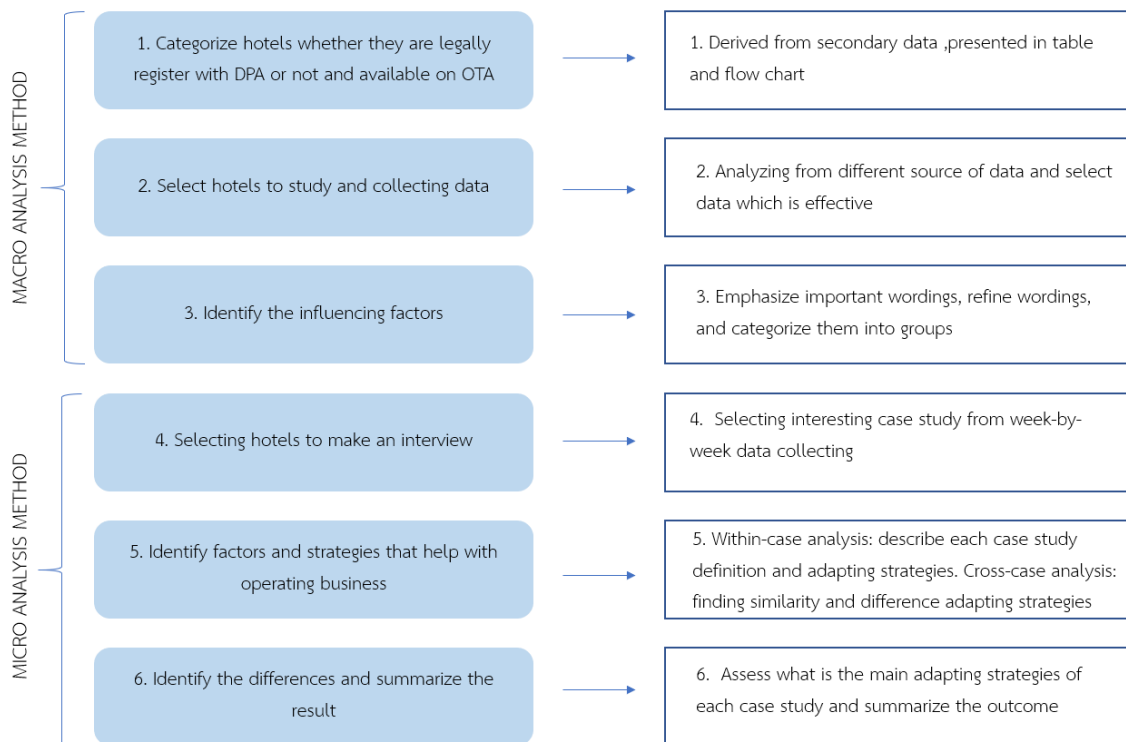 MACRO ANALYSIS METHOD
1. Categorize hotels whether they are legally
register with DPA or not and available on OTA
1. Derived from secondary data ,presented in table
and flow chart
2. Select hotels to study and collecting data
2. Analyzing from different source of data and select
data which is effective
3. Identify the influencing factors
3. Emphasize important wordings, refine wordings,
and categorize them into groups
MICRO ANALYSIS METHOD
4. Selecting hotels to make an interview
4. Selecting interesting case study from week-by-
week data collecting
5. Identify factors and strategies that help with
operating business
5. Within-case analysis: describe each case study
definition and adapting strategies. Cross-case analysis:
finding similarity and difference adapting strategies
6. Identify the differences and summarize the
result
6. Assess what is the main adapting strategies of
each case study and summarize the outcome